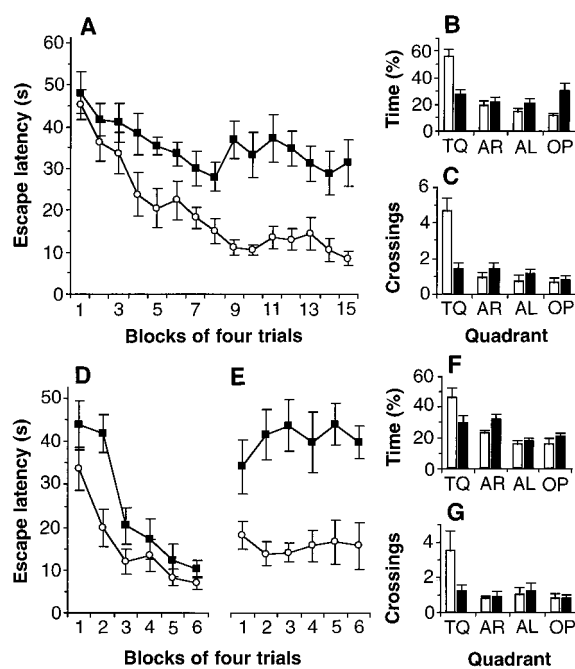 A
Escape latency (s)
60
50
40
30
20
10
0
1 3 5 7 9 11 13 15
Blocks of four trials
B
Time (%)
60
40
20
0
TQ AR AL OP
C
Crossings
6
4
2
0
TQ AR AL OP
Quadrant
D
Escape latency (s)
50
40
30
20
10
0
1 2 3 4 5 6
E
1 2 3 4 5 6
Blocks of four trials
F
Time (%)
60
40
20
0
TQ AR AL OP
G
Crossings
4
2
0
TQ AR AL OP
Quadrant